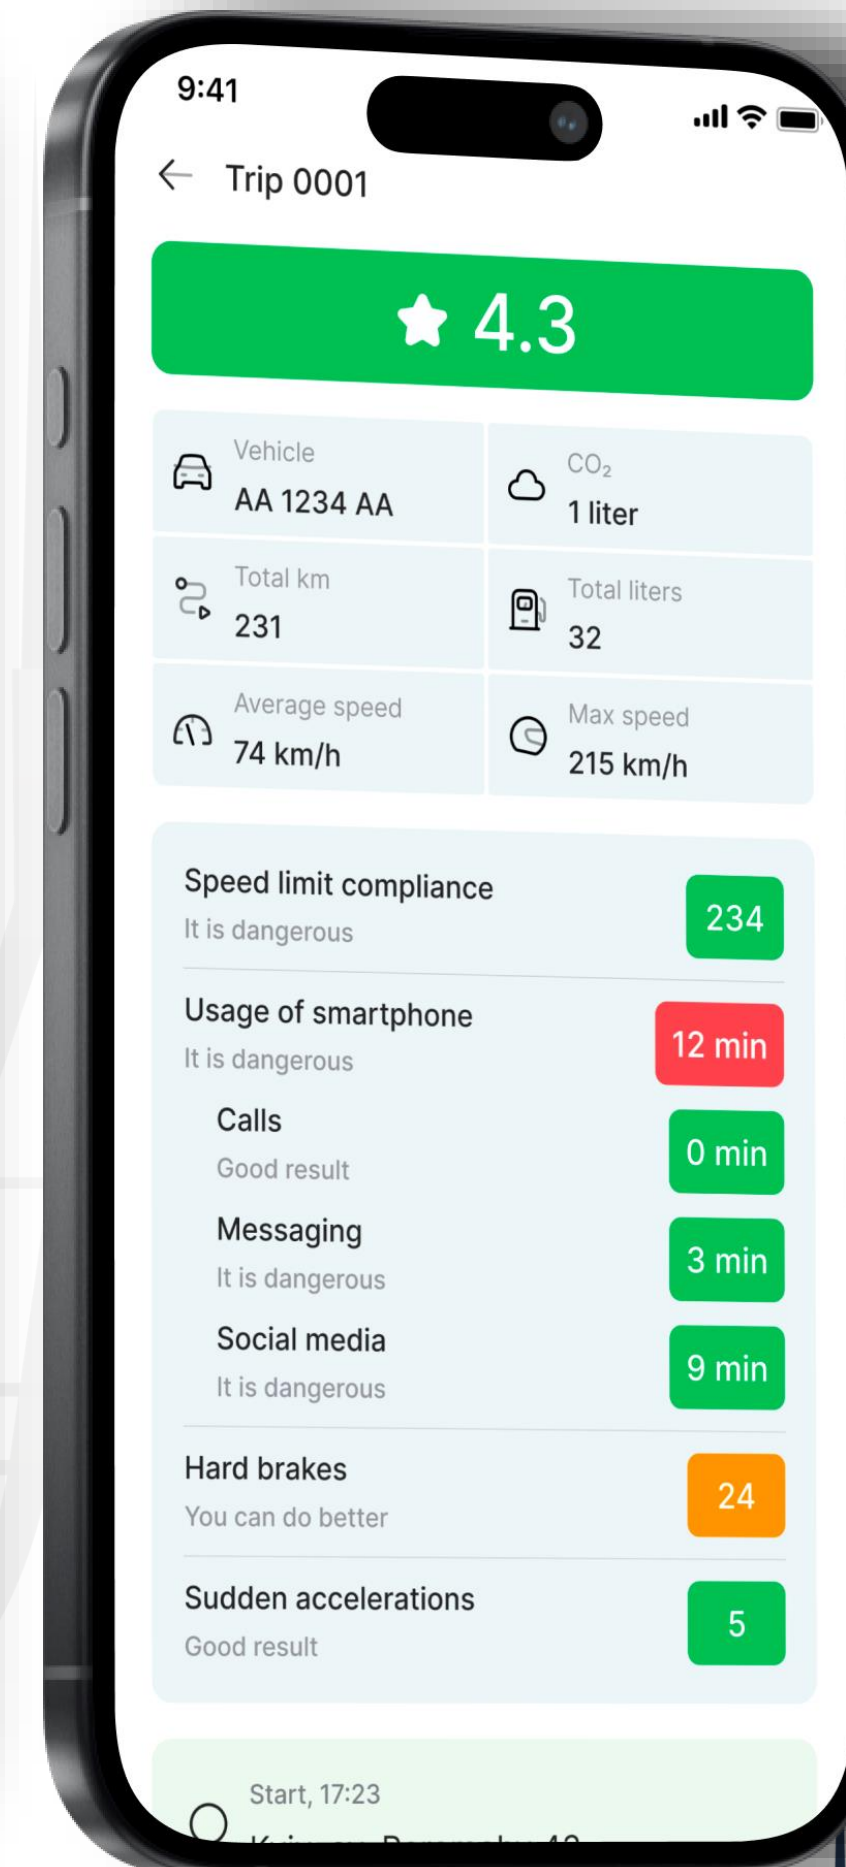 9:41
Trip 0001
4.3
Vehicle
AA 1234 AA
CO₂
1 liter
Total km
231
Total liters
32
Average speed
74 km/h
Max speed
215 km/h
Speed limit compliance
It is dangerous
234
Usage of smartphone
It is dangerous
12 min
Calls
Good result
0 min
Messaging
It is dangerous
3 min
Social media
It is dangerous
9 min
Hard brakes
You can do better
24
Sudden accelerations
Good result
5
Start, 17:23